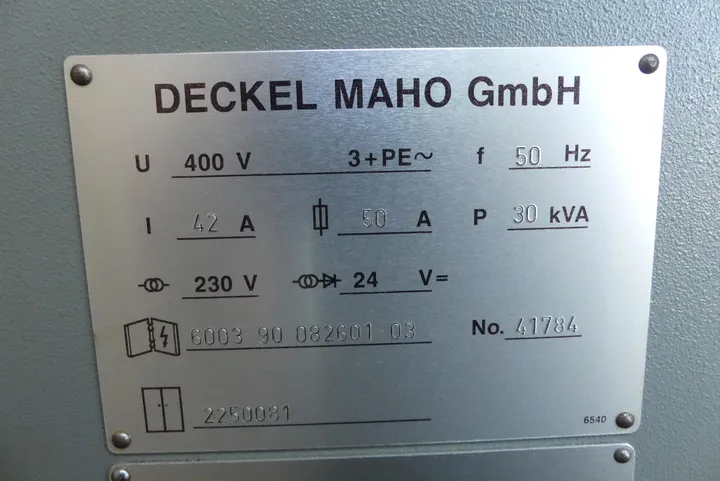 DECKEL MAHO GmbH
U 400 V 3+PE~ f 50 Hz
I 42 A 50 A P 30 kVA
230 V 24 V=
6003 90 082601 03 No. 41784
2250081
6540